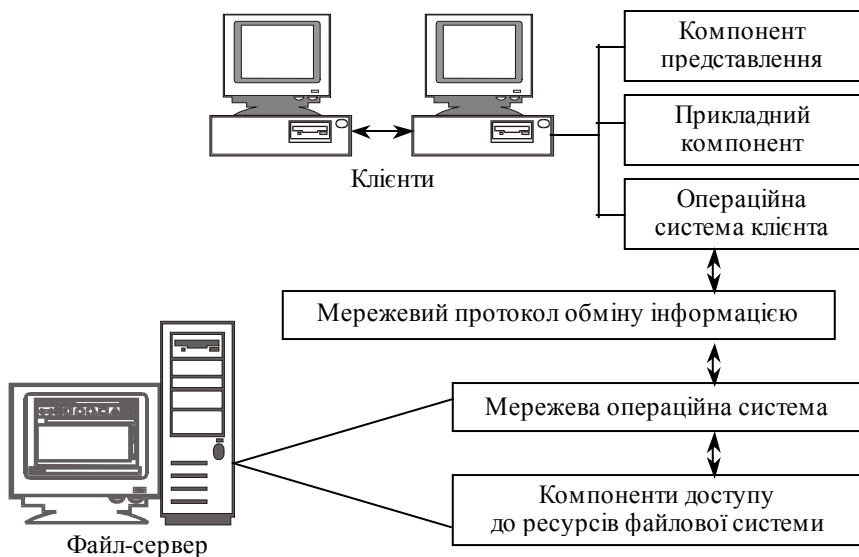 Компонент
представлення
Прикладний
компонент
Клієнти
Операційна
система клієнта
Мережевий протокол обміну інформацією
Мережева операційна система
Компоненти доступу
до ресурсів файлової системи
Файл-сервер